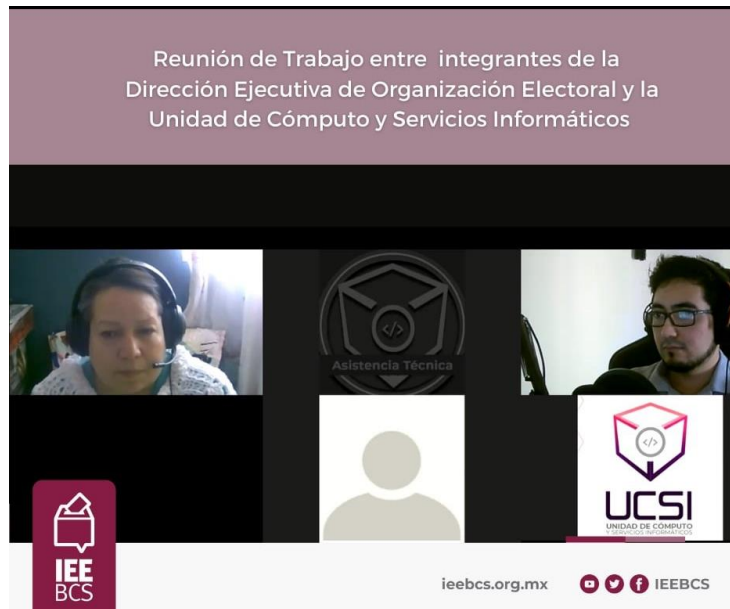 Reunión de Trabajo entre integrantes de la
Dirección Ejecutiva de Organización Electoral y la
Unidad de Cómputo y Servicios Informáticos
</>
Asistencia Técnica
</>
UCSI
UNIDAD DE CÓMPUTO
Y SERVICIOS INFORMÁTICOS
IEE
BCS
ieebcs.org.mx
IEEBCS